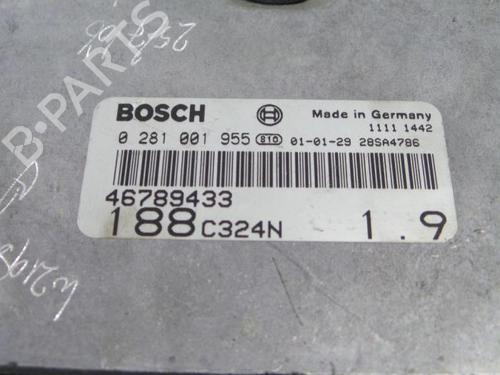 B-PARTS
BOSCH Made in Germany
1111 1442
0 281 001 955 810 01-01-29 28SA4786
46789433
188 C324N 1.9